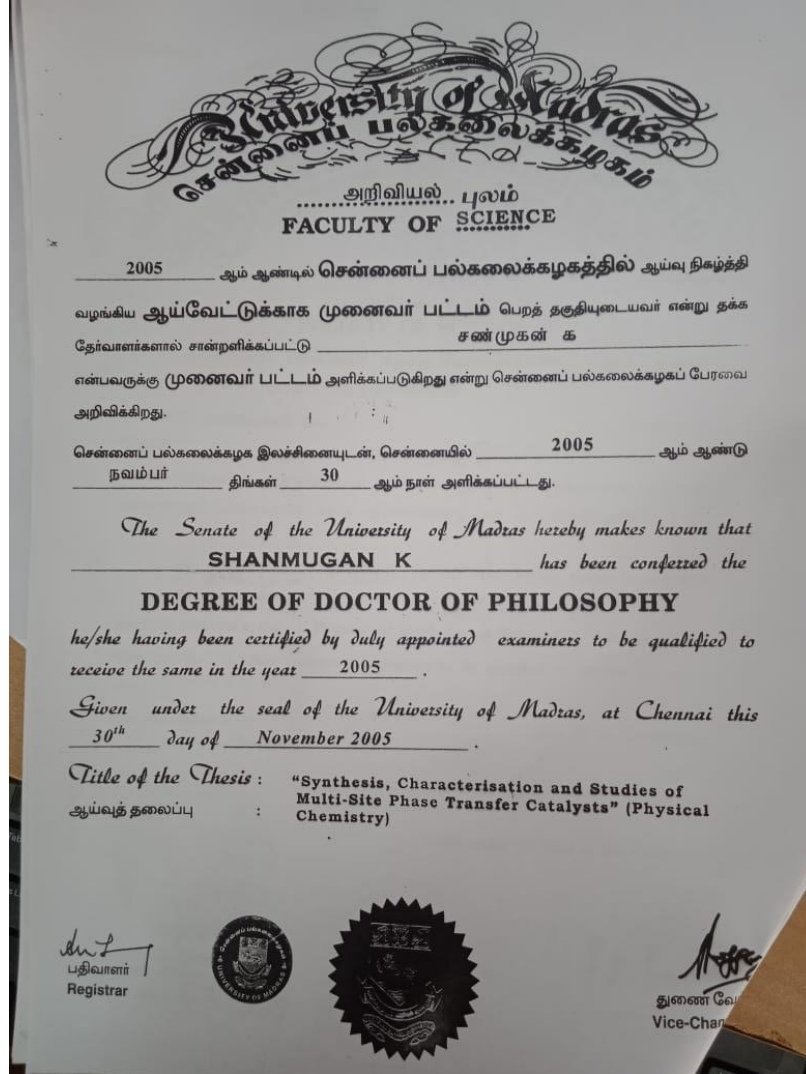 University of Madras
சென்னைப் பல்கலைக்கழகம்
அறிவியல் புலம்
FACULTY OF SCIENCE
2005 ஆம் ஆண்டில் சென்னைப் பல்கலைக்கழகத்தில் ஆய்வு நிகழ்த்தி
வழங்கிய ஆய்வேட்டுக்காக முனைவர் பட்டம் பெறத் தகுதியுடையவர் என்று தக்க
தேர்வாளர்களால் சான்றளிக்கப்பட்டு சண்முகன் க
என்பவருக்கு முனைவர் பட்டம் அளிக்கப்படுகிறது என்று சென்னைப் பல்கலைக்கழகப் பேரவை
அறிவிக்கிறது.
சென்னைப் பல்கலைக்கழக இலச்சினையுடன், சென்னையில் 2005 ஆம் ஆண்டு
நவம்பர் திங்கள் 30 ஆம் நாள் அளிக்கப்பட்டது.
The Senate of the University of Madras hereby makes known that
SHANMUGAN K has been conferred the
DEGREE OF DOCTOR OF PHILOSOPHY
he/she having been certified by duly appointed examiners to be qualified to
receive the same in the year 2005 .
Given under the seal of the University of Madras, at Chennai this
30th day of November 2005 .
Title of the Thesis : "Synthesis, Characterisation and Studies of
ஆய்வுத் தலைப்பு : Multi-Site Phase Transfer Catalysts" (Physical
Chemistry)
பதிவாளர்
Registrar
UNIVERSITY OF MADRAS
துணை வே
Vice-Chan